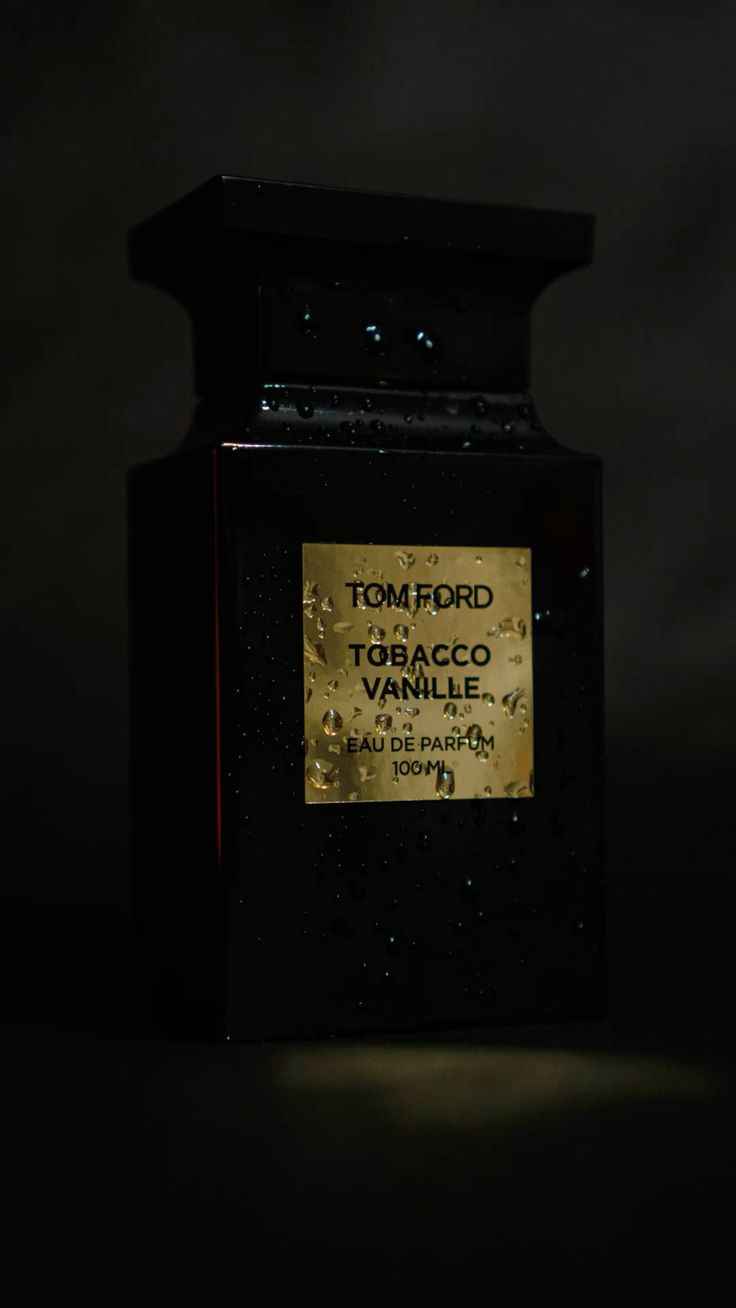 TOM FORD
TOBACCO
VANILLE
EAU DE PARFUM
100 ML